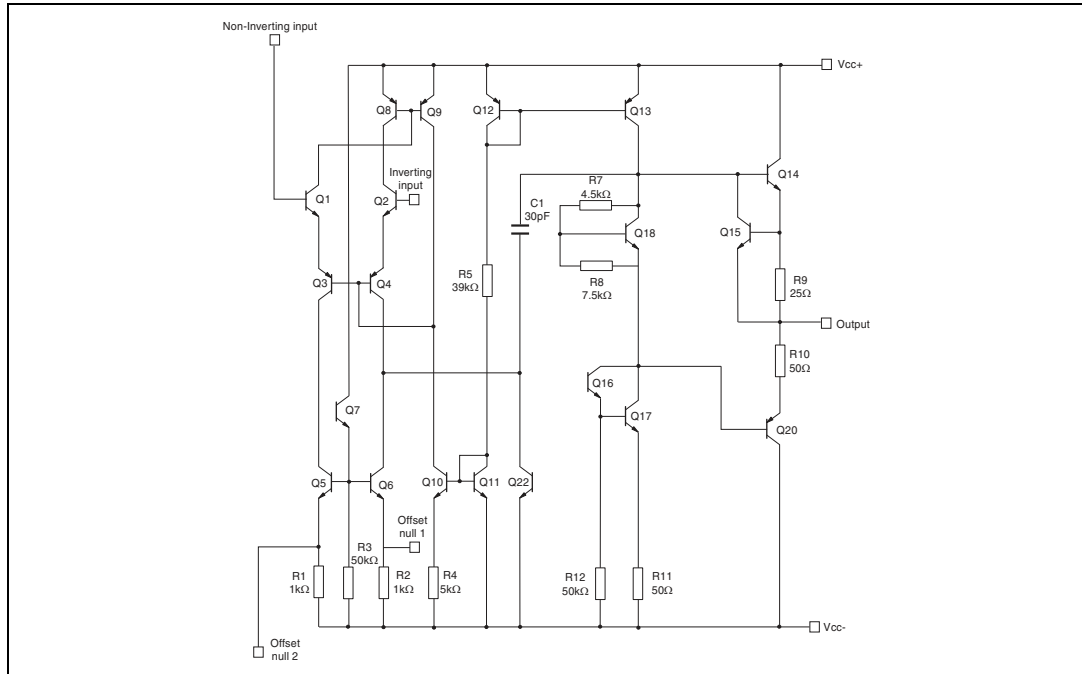 Non-Inverting input
Vcc+
Q8
Q9
Q12
Q13
Inverting
input
Q1
Q2
Q14
R7
4.5kΩ
C1
30pF
Q18
Q15
Q3
Q4
R5
39kΩ
R8
7.5kΩ
R9
25Ω
Output
R10
50Ω
Q16
Q7
Q17
Q20
Q5
Q6
Q10
Q11
Q22
Offset
null 1
R3
50kΩ
R1
1kΩ
R2
1kΩ
R4
5kΩ
R12
50kΩ
R11
50Ω
Vcc-
Offset
null 2